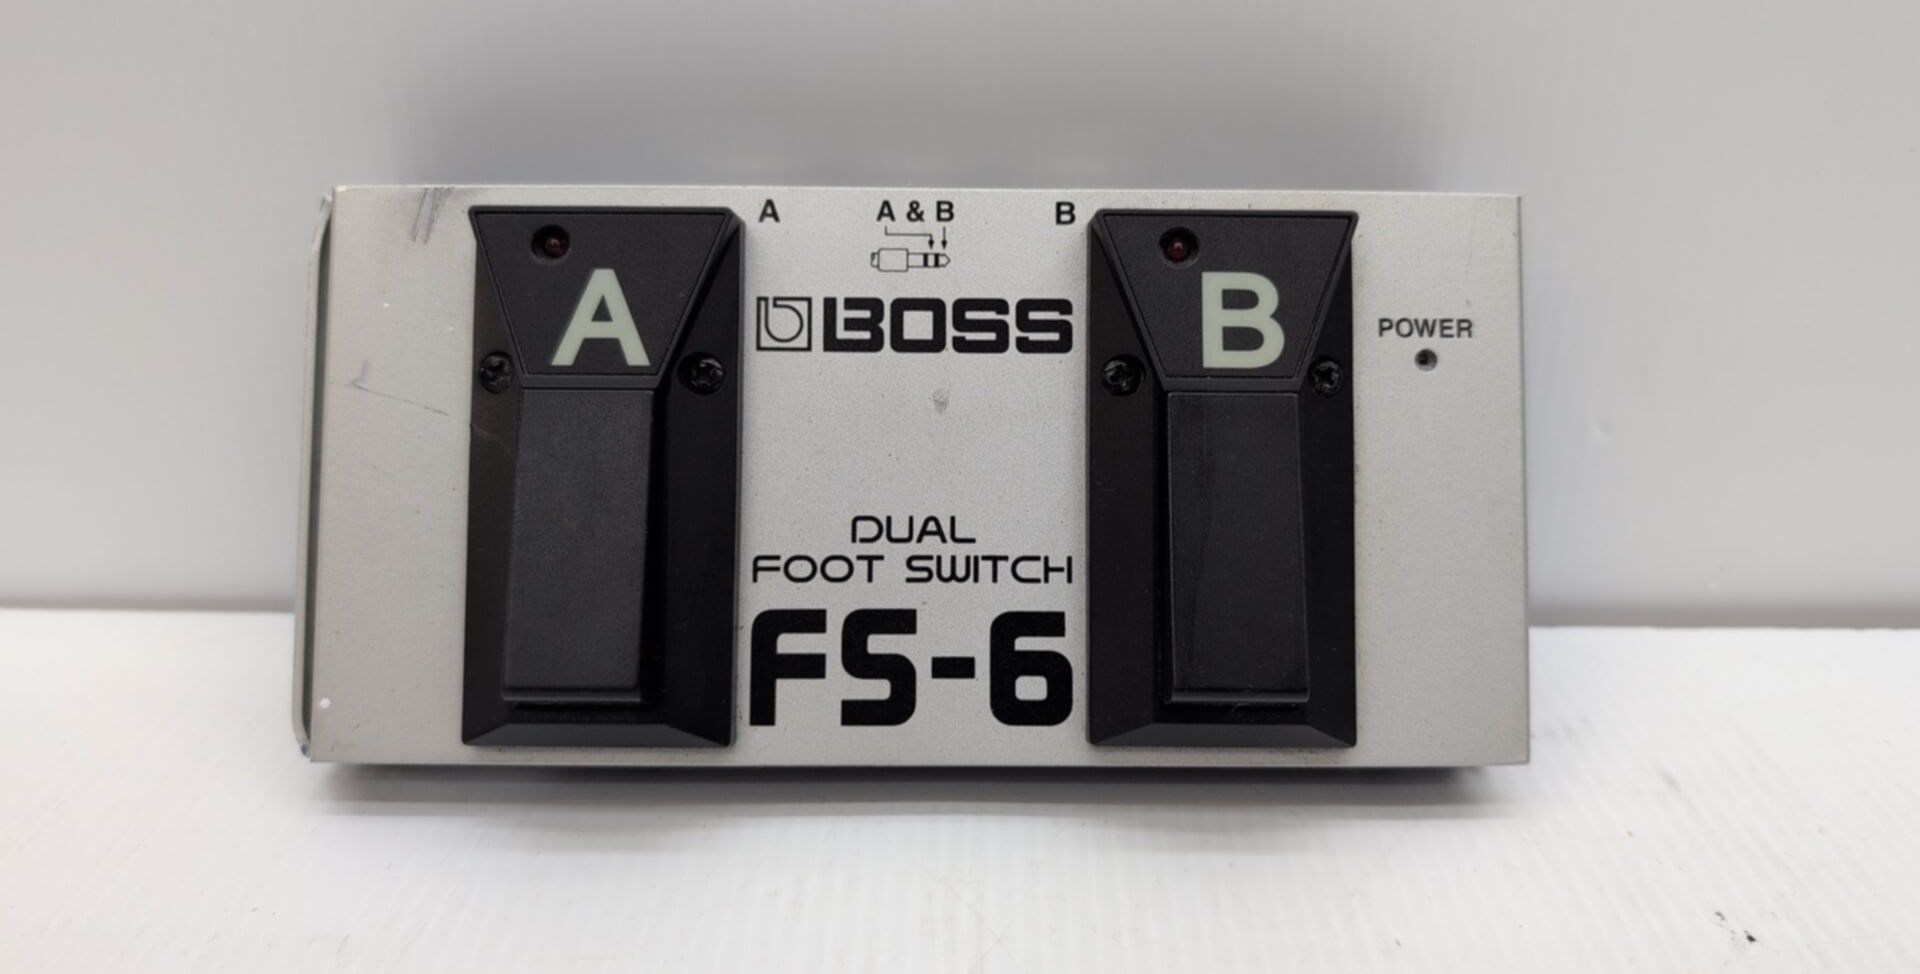 A A & B B
A
BOSS
B
POWER
DUAL
FOOT SWITCH
FS-6